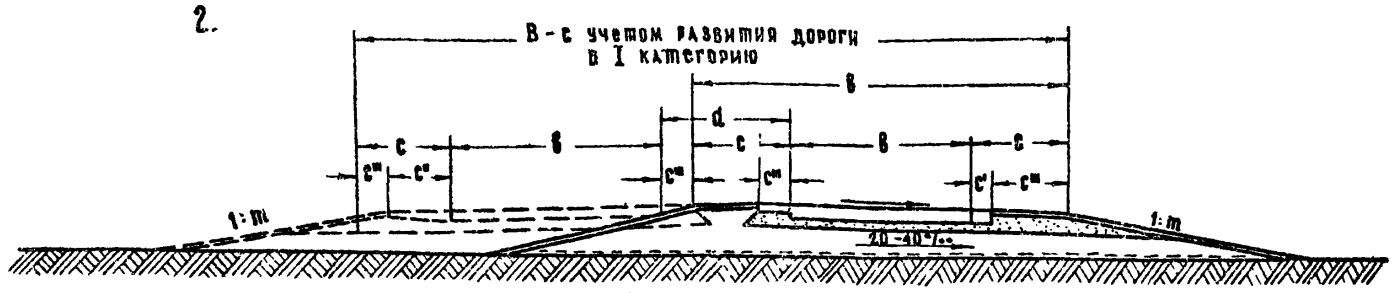 2.
В - с учетом развития дороги
в I категорию
В
d
c в c в c
c''' c'' c''' c''' c' c'''
1:m 1:m
20-40‰